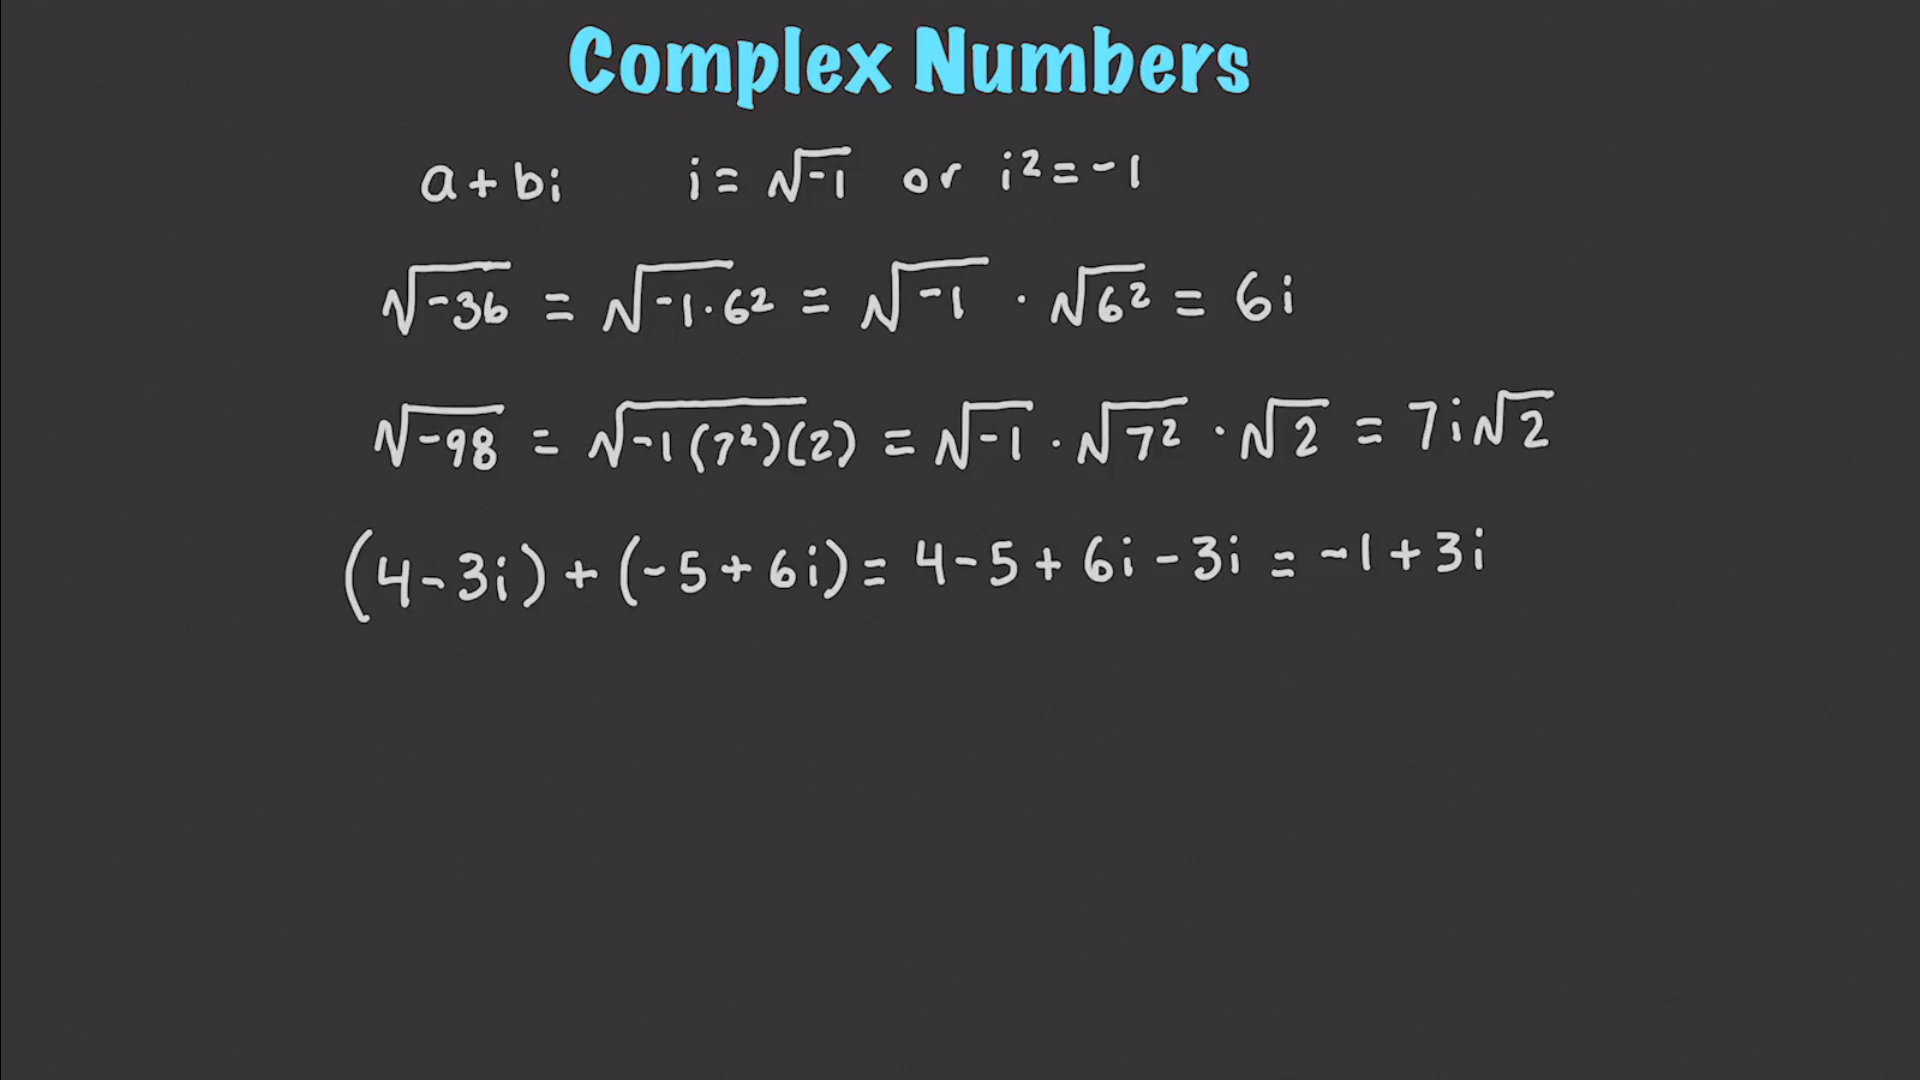 Complex Numbers
a + bi i = √-1 or i² = -1
√-36 = √-1·6² = √-1 · √6² = 6i
√-98 = √-1(7²)(2) = √-1 · √7² · √2 = 7i√2
(4-3i) + (-5+6i) = 4-5+6i-3i = -1+3i